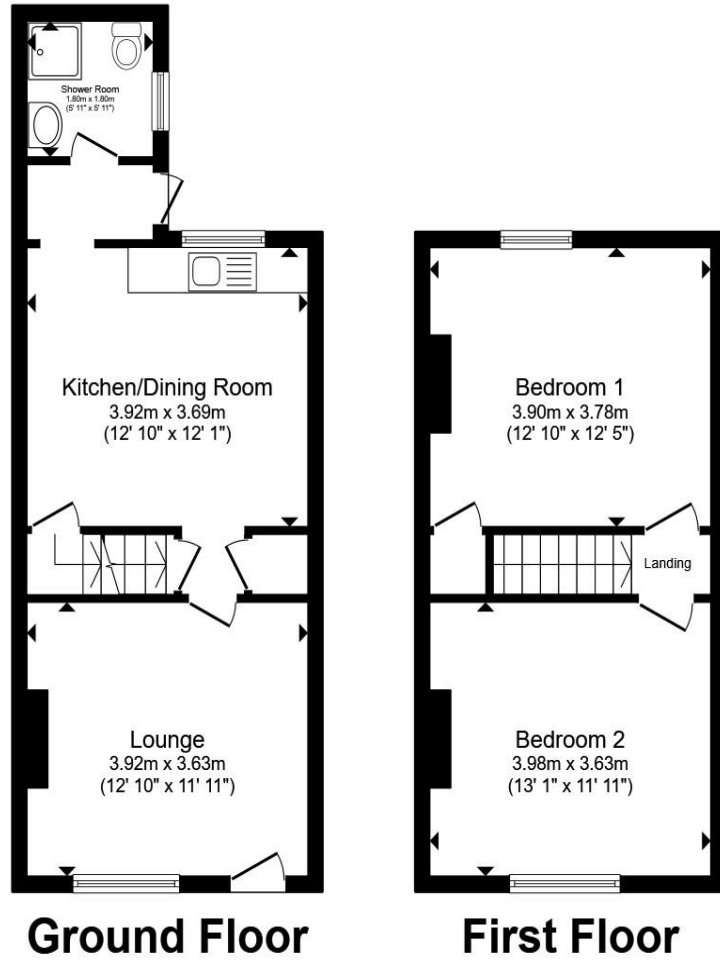 Shower Room
1.80m x 1.80m
(5' 11" x 5' 11")
Kitchen/Dining Room
3.92m x 3.69m
(12' 10" x 12' 1")
Lounge
3.92m x 3.63m
(12' 10" x 11' 11")
Ground Floor
Bedroom 1
3.90m x 3.78m
(12' 10" x 12' 5")
Landing
Bedroom 2
3.98m x 3.63m
(13' 1" x 11' 11")
First Floor